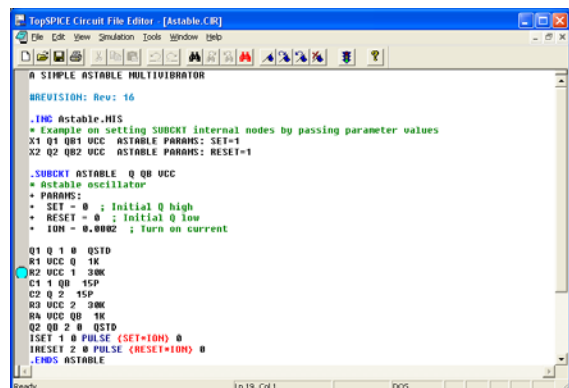 TopSPICE Circuit File Editor - [Astable.CIR]
File Edit View Simulation Tools Window Help
A SIMPLE ASTABLE MULTIVIBRATOR
#REVISION: Rev: 16
.INC Astable.MIS
* Example on setting SUBCKT internal nodes by passing parameter values
X1 Q1 QB1 VCC ASTABLE PARAMS: SET=1
X2 Q2 QB2 VCC ASTABLE PARAMS: RESET=1
.SUBCKT ASTABLE Q QB VCC
* Astable oscillator
+ PARAMS:
+ SET = 0 ; Initial Q high
+ RESET = 0 ; Initial Q low
+ ION = 0.0002 ; Turn on current
Q1 Q 1 0 QSTD
R1 VCC Q 1K
R2 VCC 1 30K
C1 1 QB 15P
C2 Q 2 15P
R3 VCC 2 30K
R4 VCC QB 1K
Q2 QB 2 0 QSTD
ISET 1 0 PULSE {SET*ION} 0
IRESET 2 0 PULSE {RESET*ION} 0
.ENDS ASTABLE
Ready Ln 19, Col 1 DOS